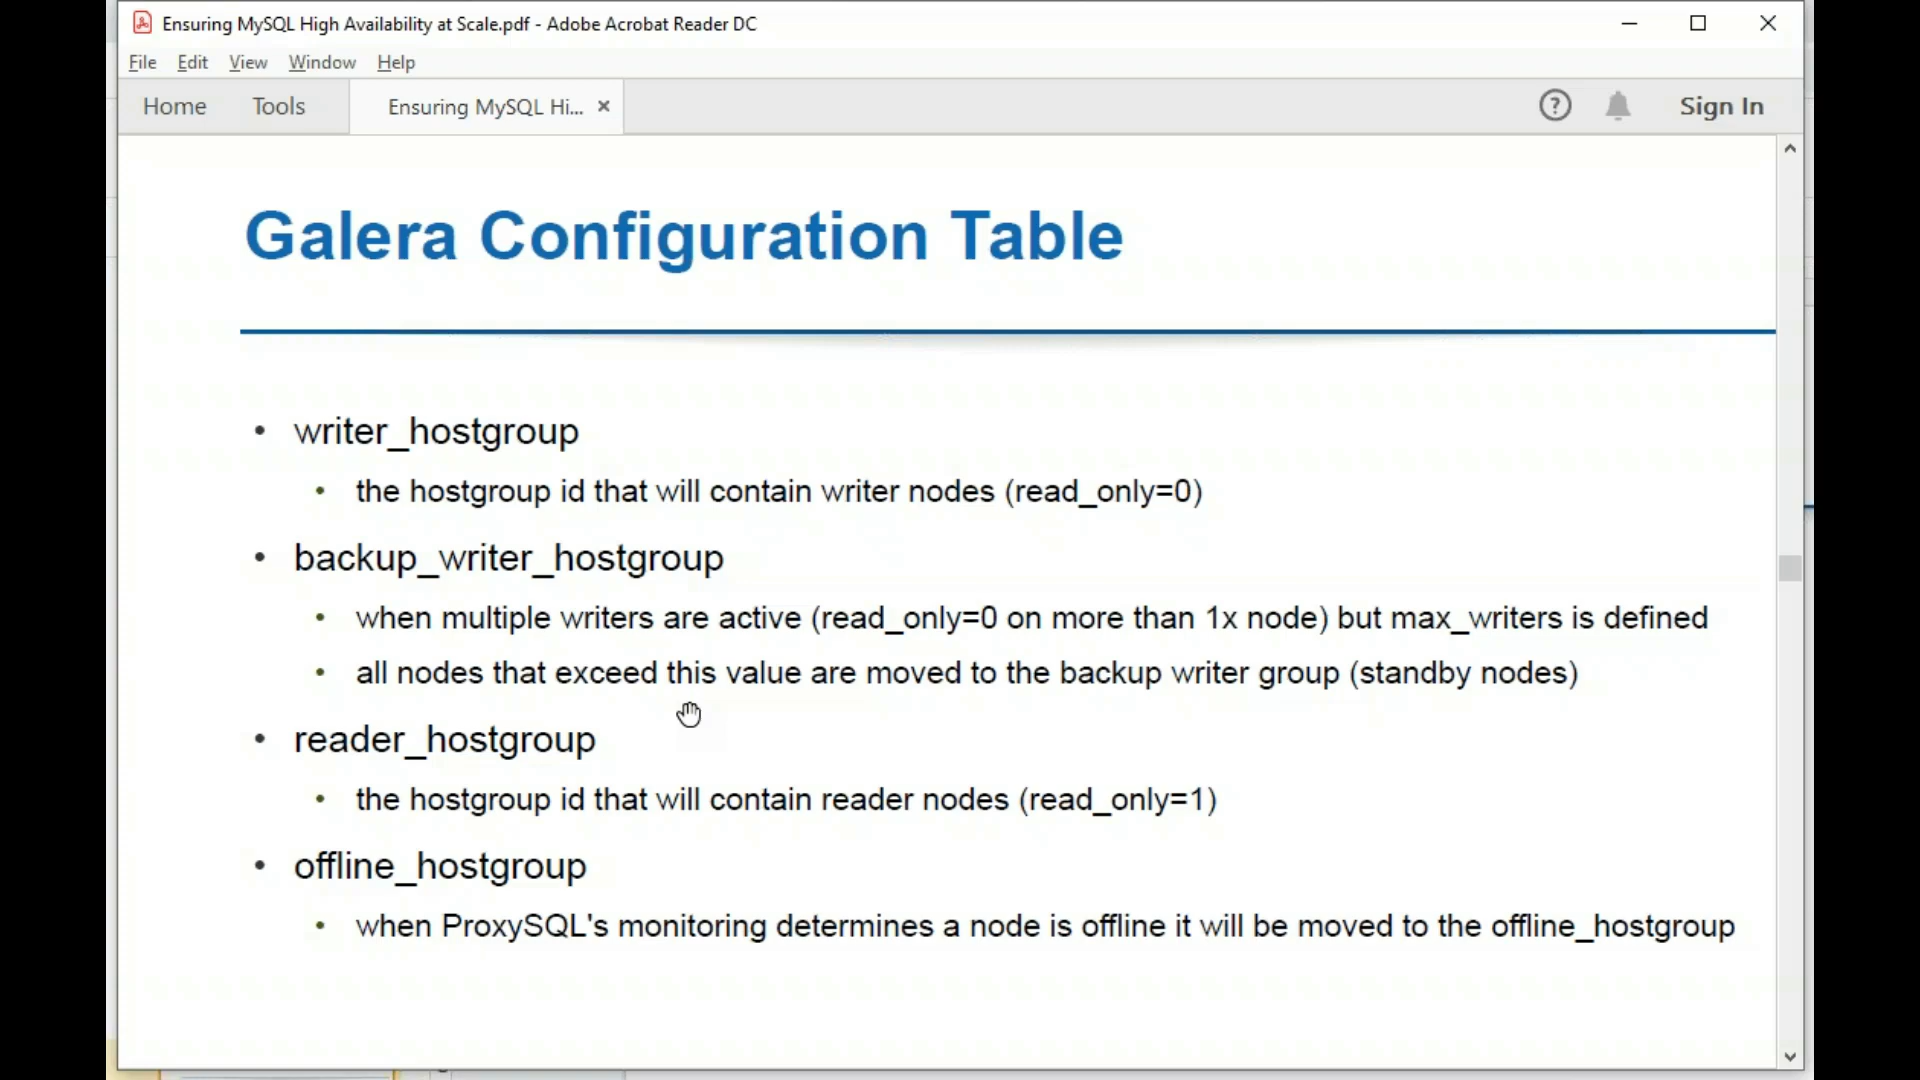 Ensuring MySQL High Availability at Scale.pdf - Adobe Acrobat Reader DC
File Edit View Window Help
Home Tools Ensuring MySQL Hi... Sign In
Galera Configuration Table
• writer_hostgroup
• the hostgroup id that will contain writer nodes (read_only=0)
• backup_writer_hostgroup
• when multiple writers are active (read_only=0 on more than 1x node) but max_writers is defined
• all nodes that exceed this value are moved to the backup writer group (standby nodes)
• reader_hostgroup
• the hostgroup id that will contain reader nodes (read_only=1)
• offline_hostgroup
• when ProxySQL's monitoring determines a node is offline it will be moved to the offline_hostgroup